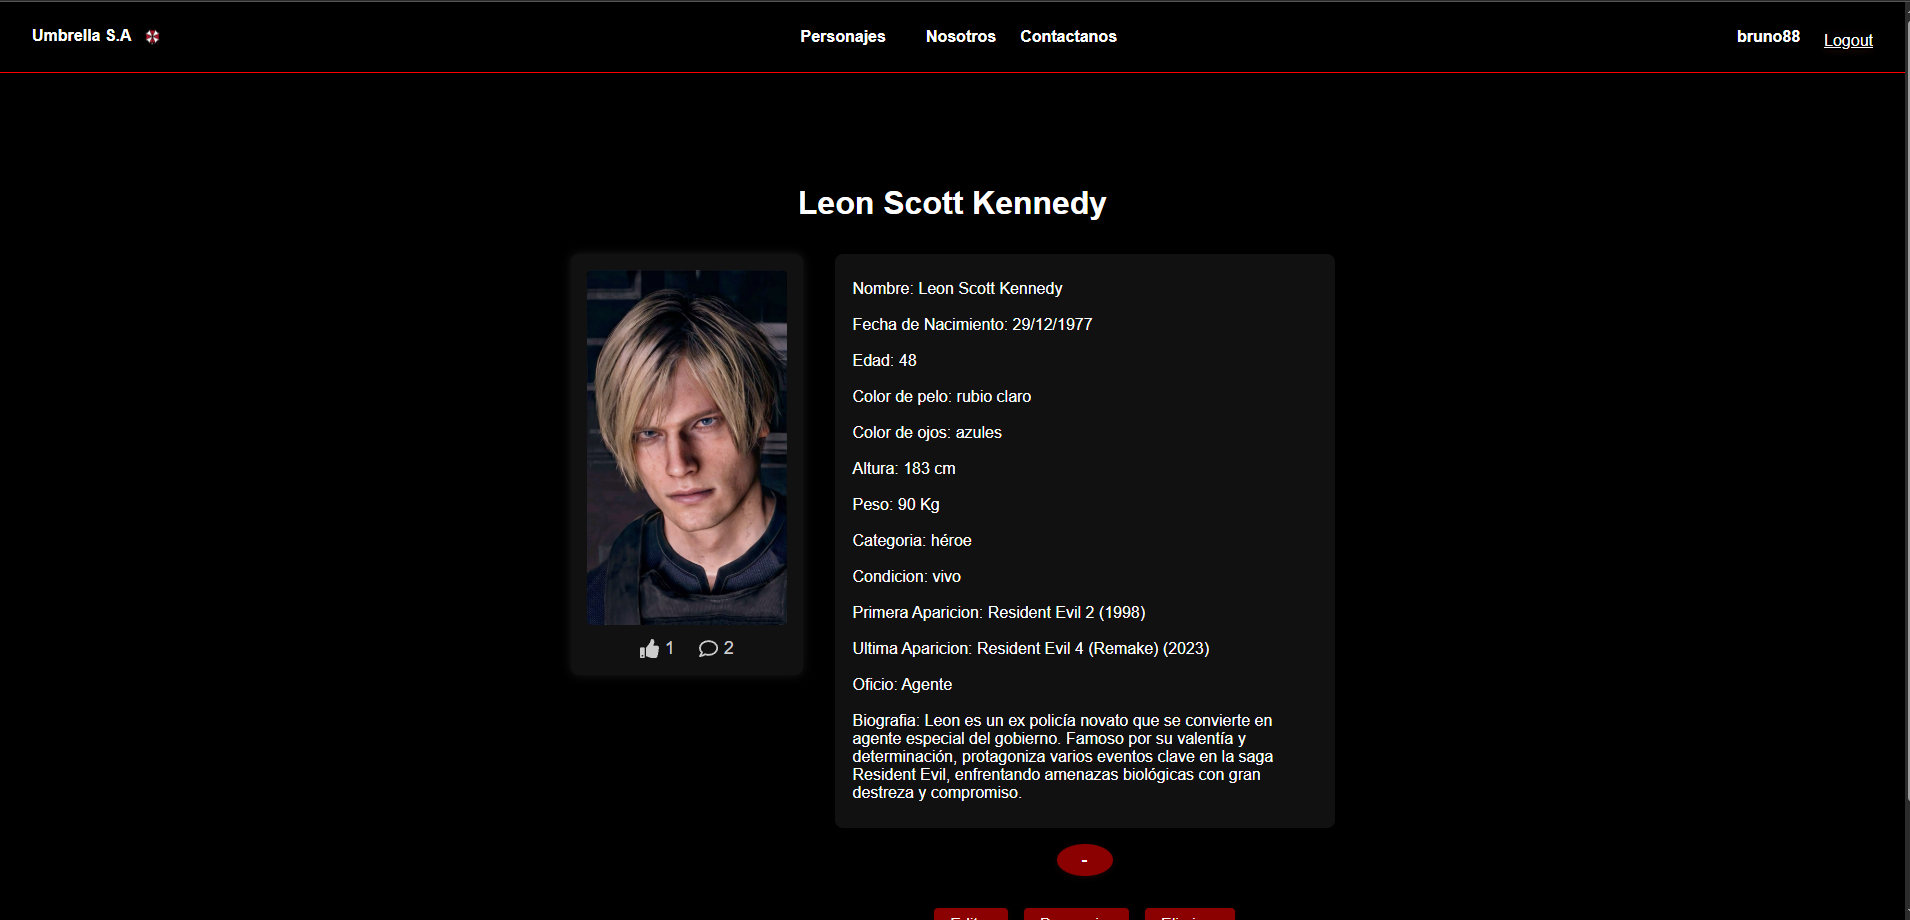 Umbrella S.A
Personajes Nosotros Contactanos
bruno88 Logout
Leon Scott Kennedy
1 2
Nombre: Leon Scott Kennedy
Fecha de Nacimiento: 29/12/1977
Edad: 48
Color de pelo: rubio claro
Color de ojos: azules
Altura: 183 cm
Peso: 90 Kg
Categoria: héroe
Condicion: vivo
Primera Aparicion: Resident Evil 2 (1998)
Ultima Aparicion: Resident Evil 4 (Remake) (2023)
Oficio: Agente
Biografia: Leon es un ex policía novato que se convierte en
agente especial del gobierno. Famoso por su valentía y
determinación, protagoniza varios eventos clave en la saga
Resident Evil, enfrentando amenazas biológicas con gran
destreza y compromiso.
-